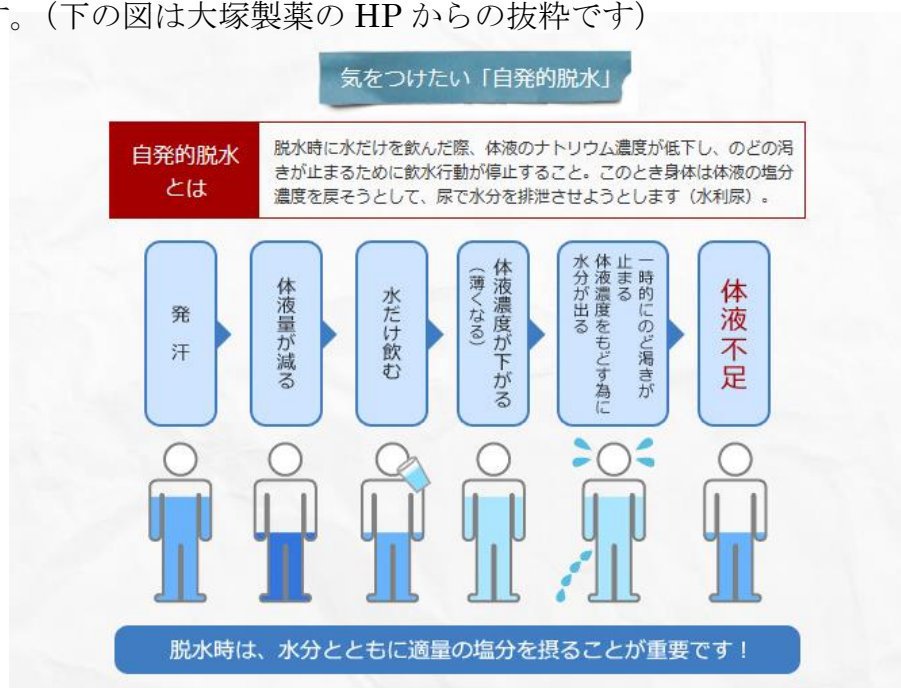 す。（下の図は大塚製薬の HP からの抜粋です）
気をつけたい「自発的脱水」
自発的脱水
とは
脱水時に水だけを飲んだ際、体液のナトリウム濃度が低下し、のどの渇
きが止まるために飲水行動が停止すること。このとき身体は体液の塩分
濃度を戻そうとして、尿で水分を排泄させようとします（水利尿）。
発汗
体液量が減る
水だけ飲む
体液濃度が下がる
（薄くなる）
一時的にのど渇きが
止まる
体液濃度をもどす為に
水分が出る
体液不足
脱水時は、水分とともに適量の塩分を摂ることが重要です！